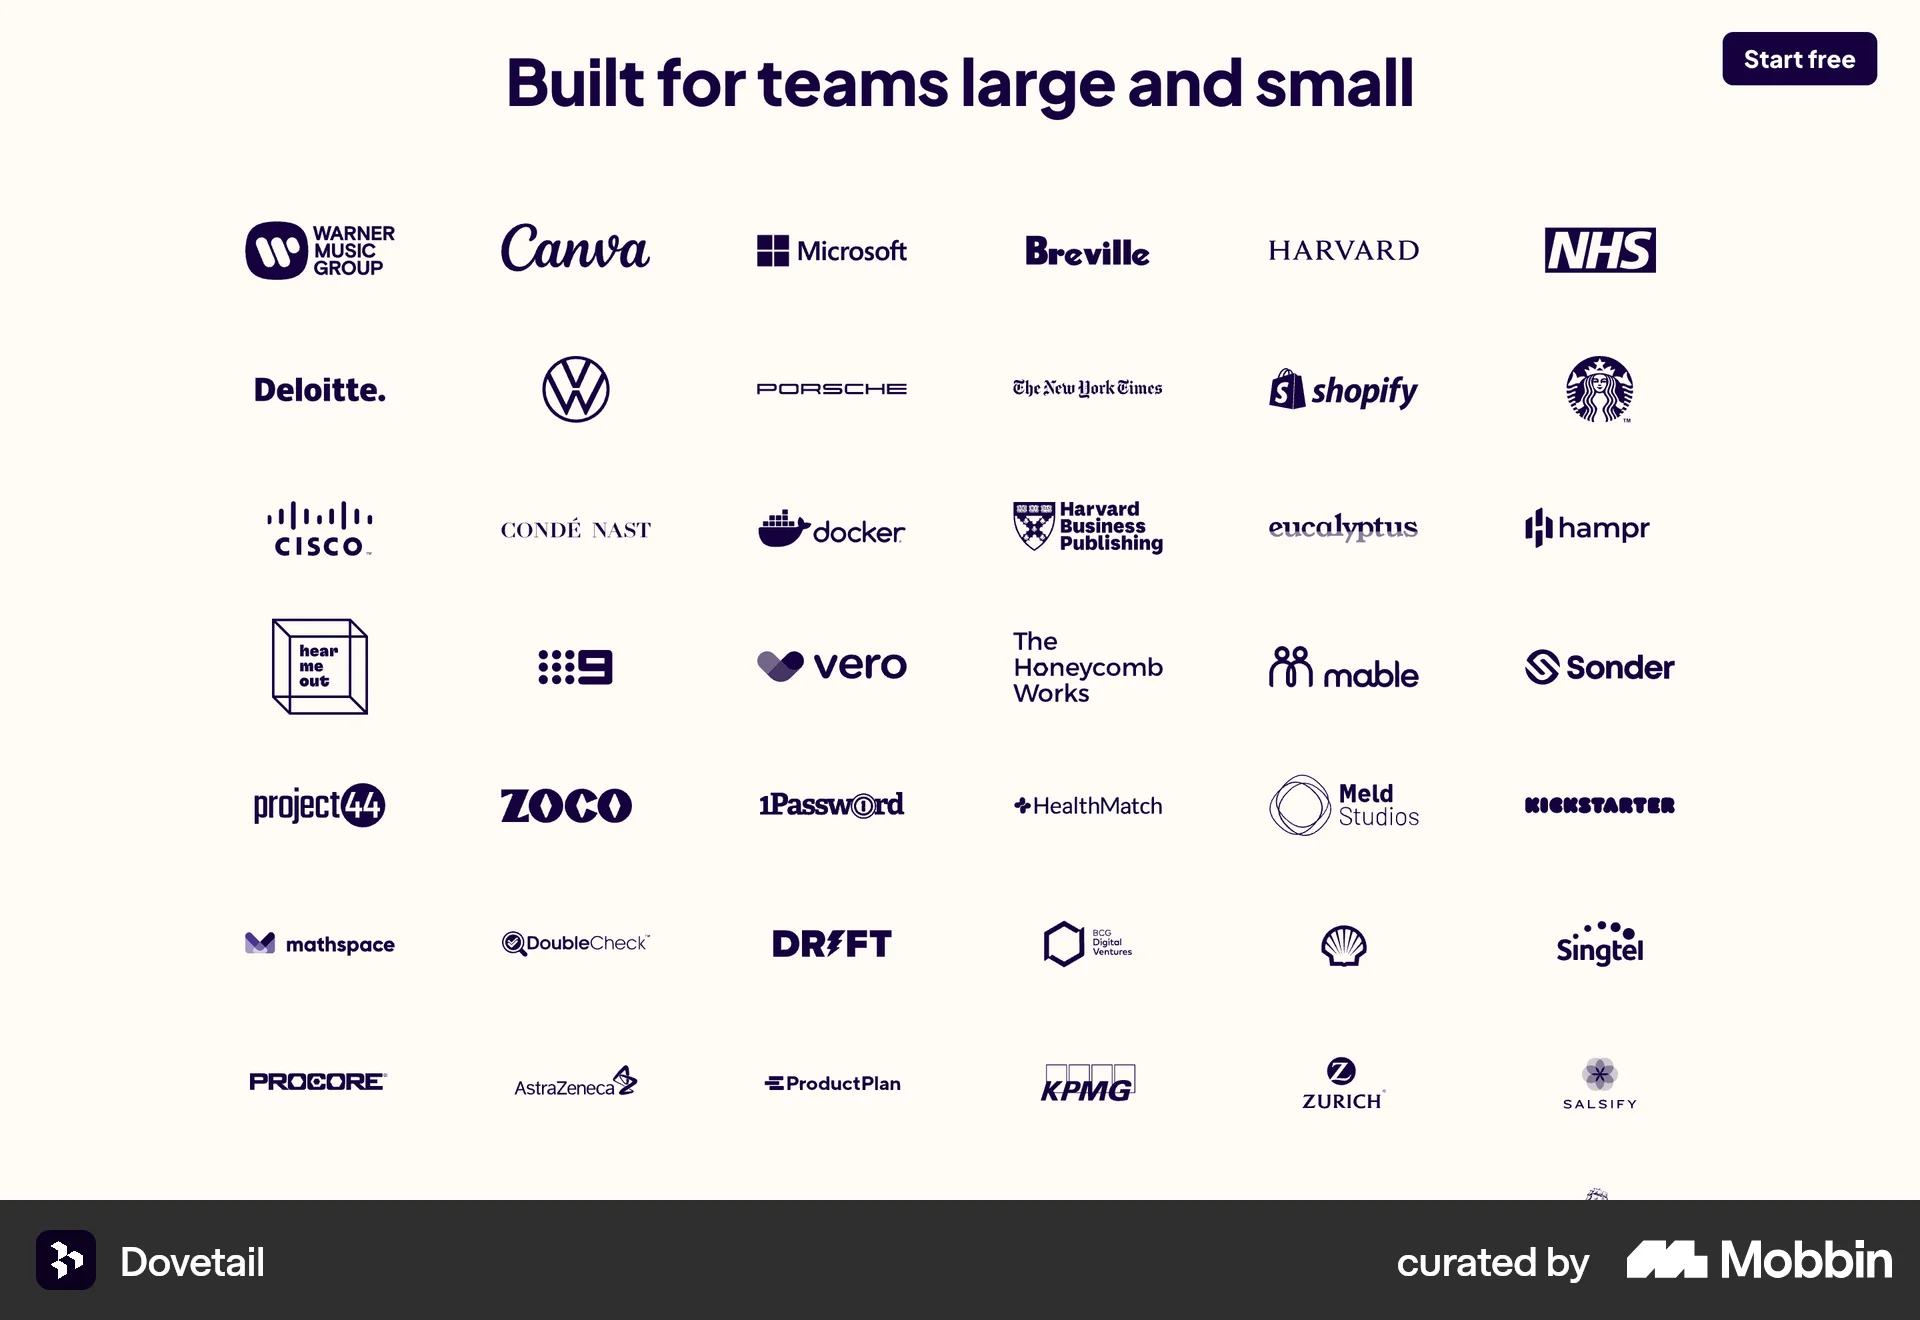 Built for teams large and small
Start free
WARNER
MUSIC
GROUP
Canva
Microsoft
Breville
HARVARD
NHS
Deloitte.
PORSCHE
The New York Times
shopify
TM
CISCO
CONDÉ NAST
docker
Harvard
Business
Publishing
eucalyptus
hampr
hear
me
out
9
vero
The
Honeycomb
Works
mable
Sonder
project44
ZOCO
1Password
HealthMatch
Meld
Studios
KICKSTARTER
mathspace
DoubleCheck™
DRIFT
BCG
Digital
Ventures
Singtel
PROCORE®
AstraZeneca
ProductPlan
KPMG
Z
ZURICH®
SALSIFY
Dovetail
curated by
Mobbin